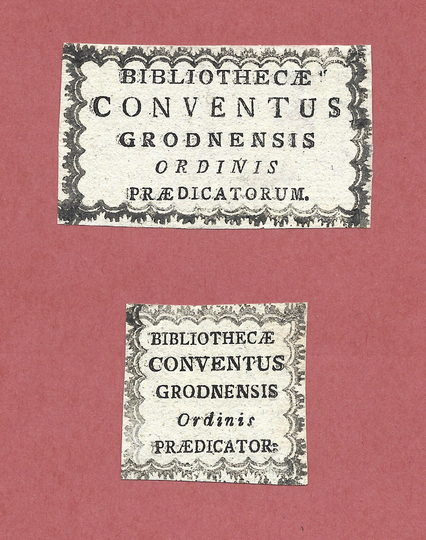 BIBLIOTHECÆ
CONVENTUS
GRODNENSIS
ORDINIS
PRÆDICATORUM.
BIBLIOTHECÆ
CONVENTUS
GRODNENSIS
Ordinis
PRÆDICATOR: